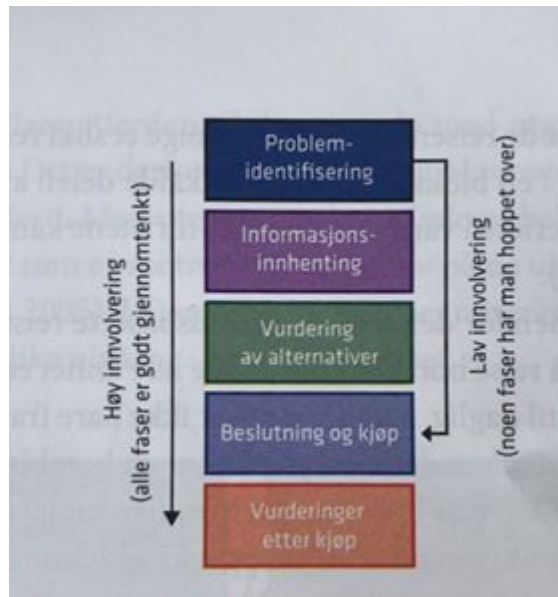 Problem-
identifisering
Informasjons-
innhenting
Vurdering
av alternativer
Beslutning og kjøp
Vurderinger
etter kjøp
Høy innvolvering
(alle faser er godt gjennomtenkt)
Lav innvolvering
(noen faser har man hoppet over)